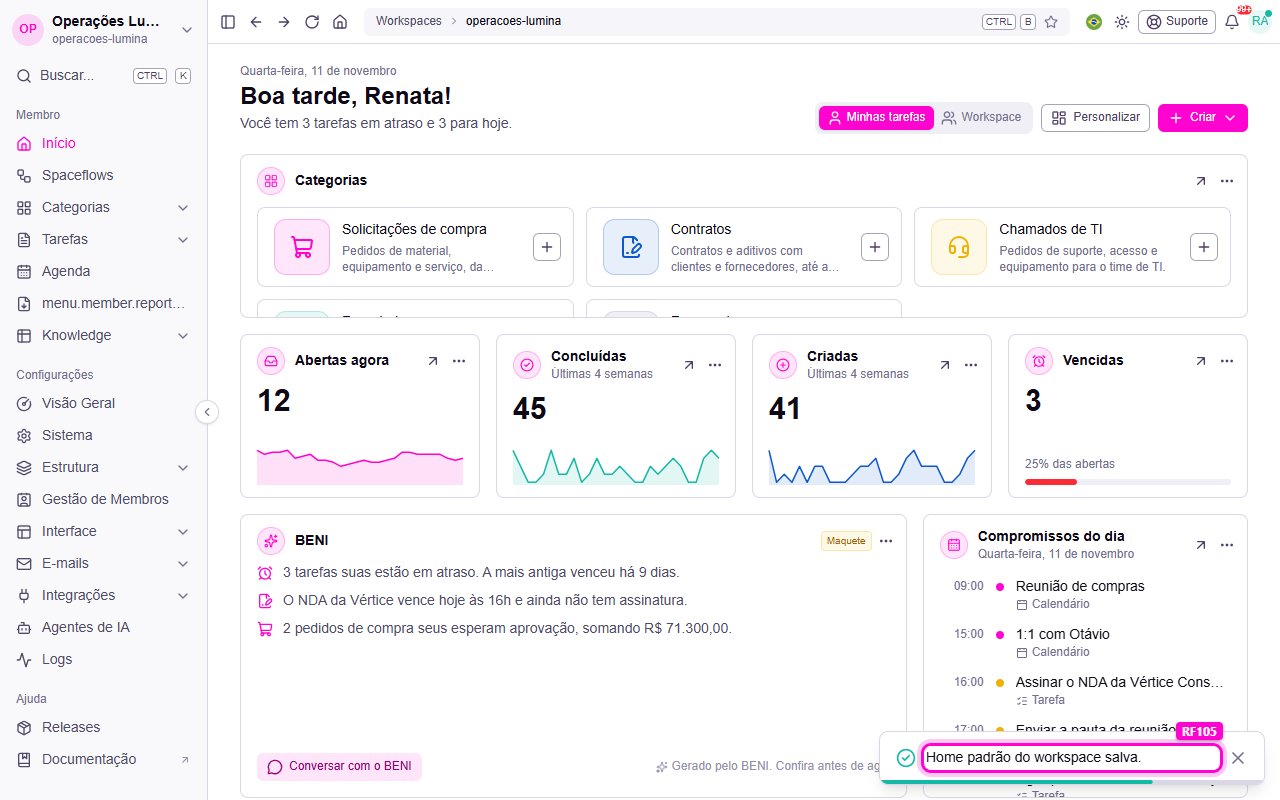 OP
Operações Lu...
operacoes-lumina
Buscar...
CTRL
K
Membro
Início
Spaceflows
Categorias
Tarefas
Agenda
menu.member.report...
Knowledge
Configurações
Visão Geral
Sistema
Estrutura
Gestão de Membros
Interface
E-mails
Integrações
Agentes de IA
Logs
Ajuda
Releases
Documentação
Workspaces
operacoes-lumina
CTRL
B
Suporte
99+
RA
Quarta-feira, 11 de novembro
Boa tarde, Renata!
Você tem 3 tarefas em atraso e 3 para hoje.
Minhas tarefas
Workspace
Personalizar
Criar
Categorias
Solicitações de compra
Pedidos de material,
equipamento e serviço, da...
Contratos
Contratos e aditivos com
clientes e fornecedores, até a...
Chamados de TI
Pedidos de suporte, acesso e
equipamento para o time de TI.
Abertas agora
12
Concluídas
Últimas 4 semanas
45
Criadas
Últimas 4 semanas
41
Vencidas
3
25% das abertas
BENI
Maquete
3 tarefas suas estão em atraso. A mais antiga venceu há 9 dias.
O NDA da Vértice vence hoje às 16h e ainda não tem assinatura.
2 pedidos de compra seus esperam aprovação, somando R$ 71.300,00.
Conversar com o BENI
Gerado pelo BENI. Confira antes de
Compromissos do dia
Quarta-feira, 11 de novembro
09:00
Reunião de compras
Calendário
15:00
1:1 com Otávio
Calendário
16:00
Assinar o NDA da Vértice Cons...
Tarefa
17:00
Enviar a pauta da reunião
RF105
Home padrão do workspace salva.
Tarefa